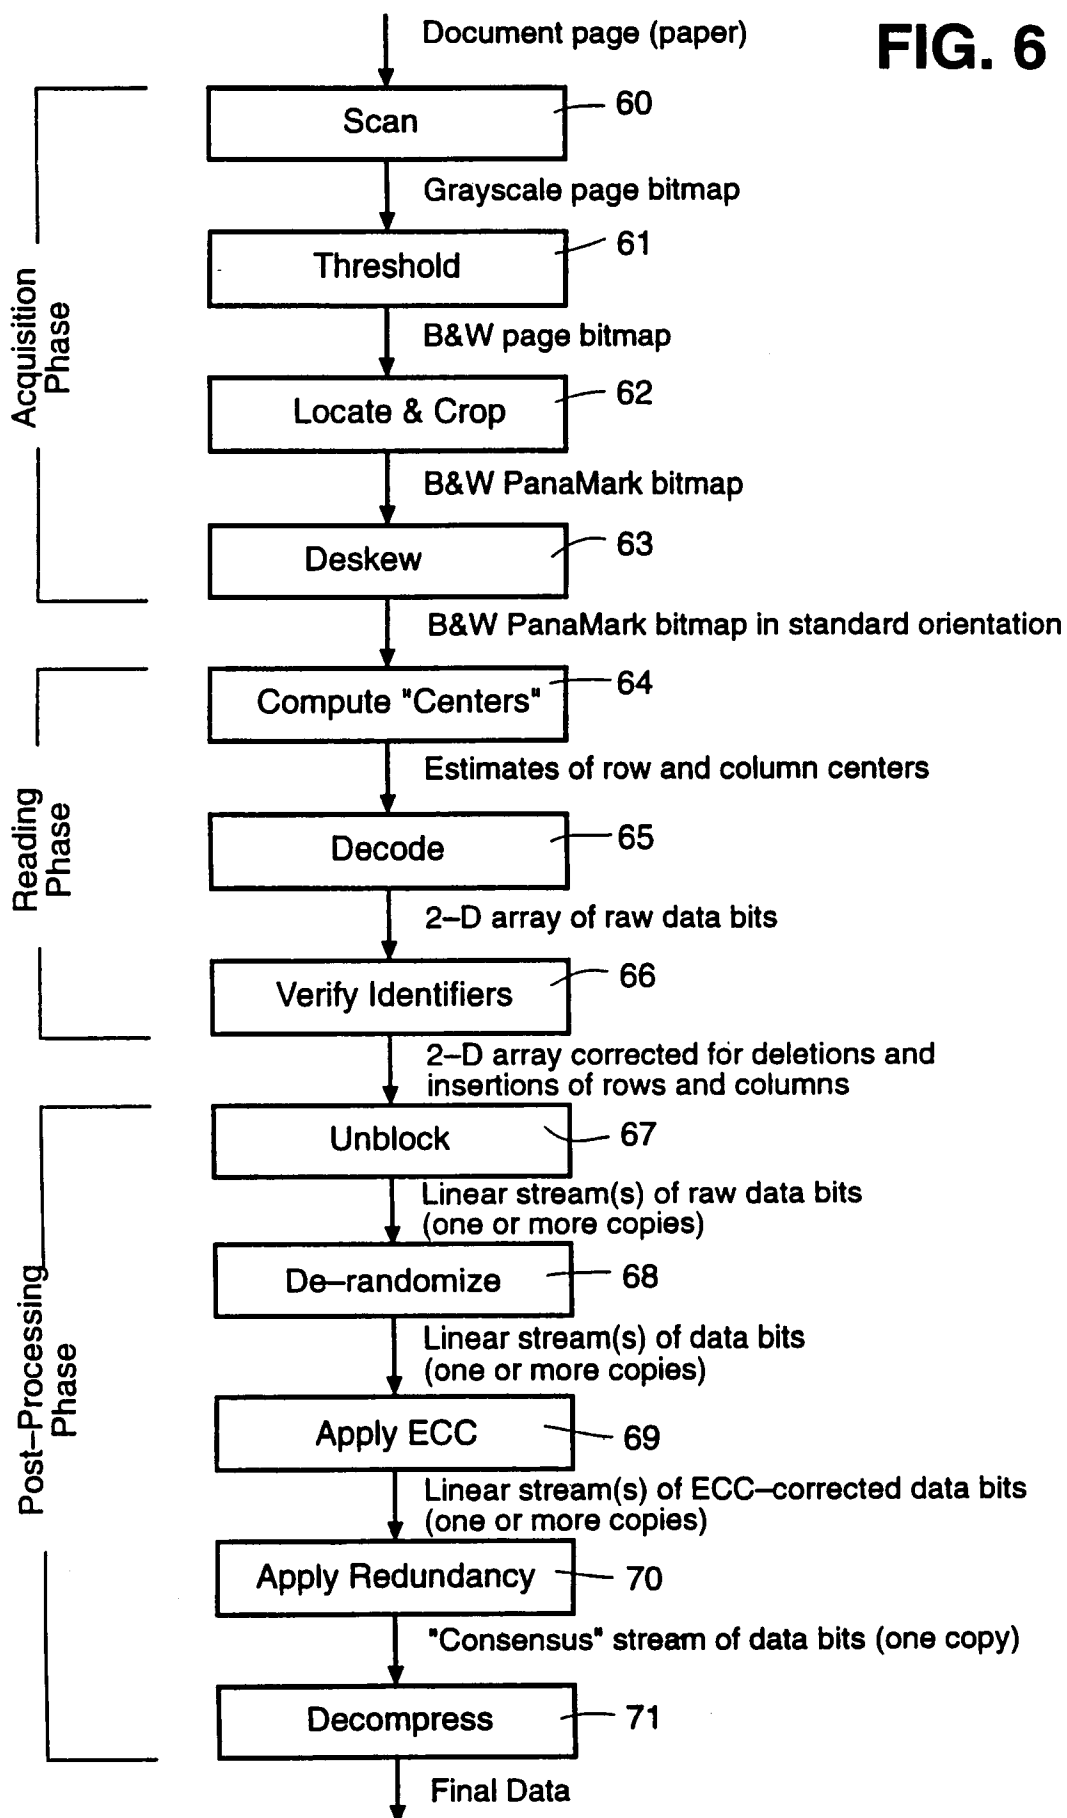 FIG. 6
Document page (paper)
Scan
60
Grayscale page bitmap
Threshold
61
B&W page bitmap
Locate & Crop
62
B&W PanaMark bitmap
Deskew
63
B&W PanaMark bitmap in standard orientation
Acquisition
Phase
Compute "Centers"
64
Estimates of row and column centers
Decode
65
2–D array of raw data bits
Verify Identifiers
66
2–D array corrected for deletions and
insertions of rows and columns
Reading
Phase
Unblock
67
Linear stream(s) of raw data bits
(one or more copies)
De–randomize
68
Linear stream(s) of data bits
(one or more copies)
Apply ECC
69
Linear stream(s) of ECC–corrected data bits
(one or more copies)
Apply Redundancy
70
"Consensus" stream of data bits (one copy)
Decompress
71
Final Data
Post–Processing
Phase